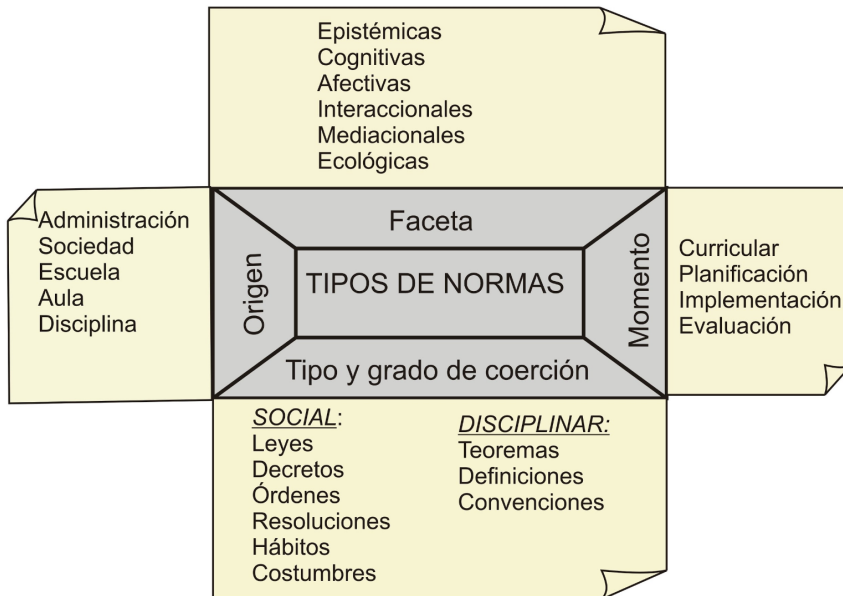 Epistémicas
Cognitivas
Afectivas
Interaccionales
Mediacionales
Ecológicas
Administración
Sociedad
Escuela
Aula
Disciplina
Origen
Faceta
TIPOS DE NORMAS
Momento
Curricular
Planificación
Implementación
Evaluación
Tipo y grado de coerción
SOCIAL:
Leyes
Decretos
Órdenes
Resoluciones
Hábitos
Costumbres
DISCIPLINAR:
Teoremas
Definiciones
Convenciones